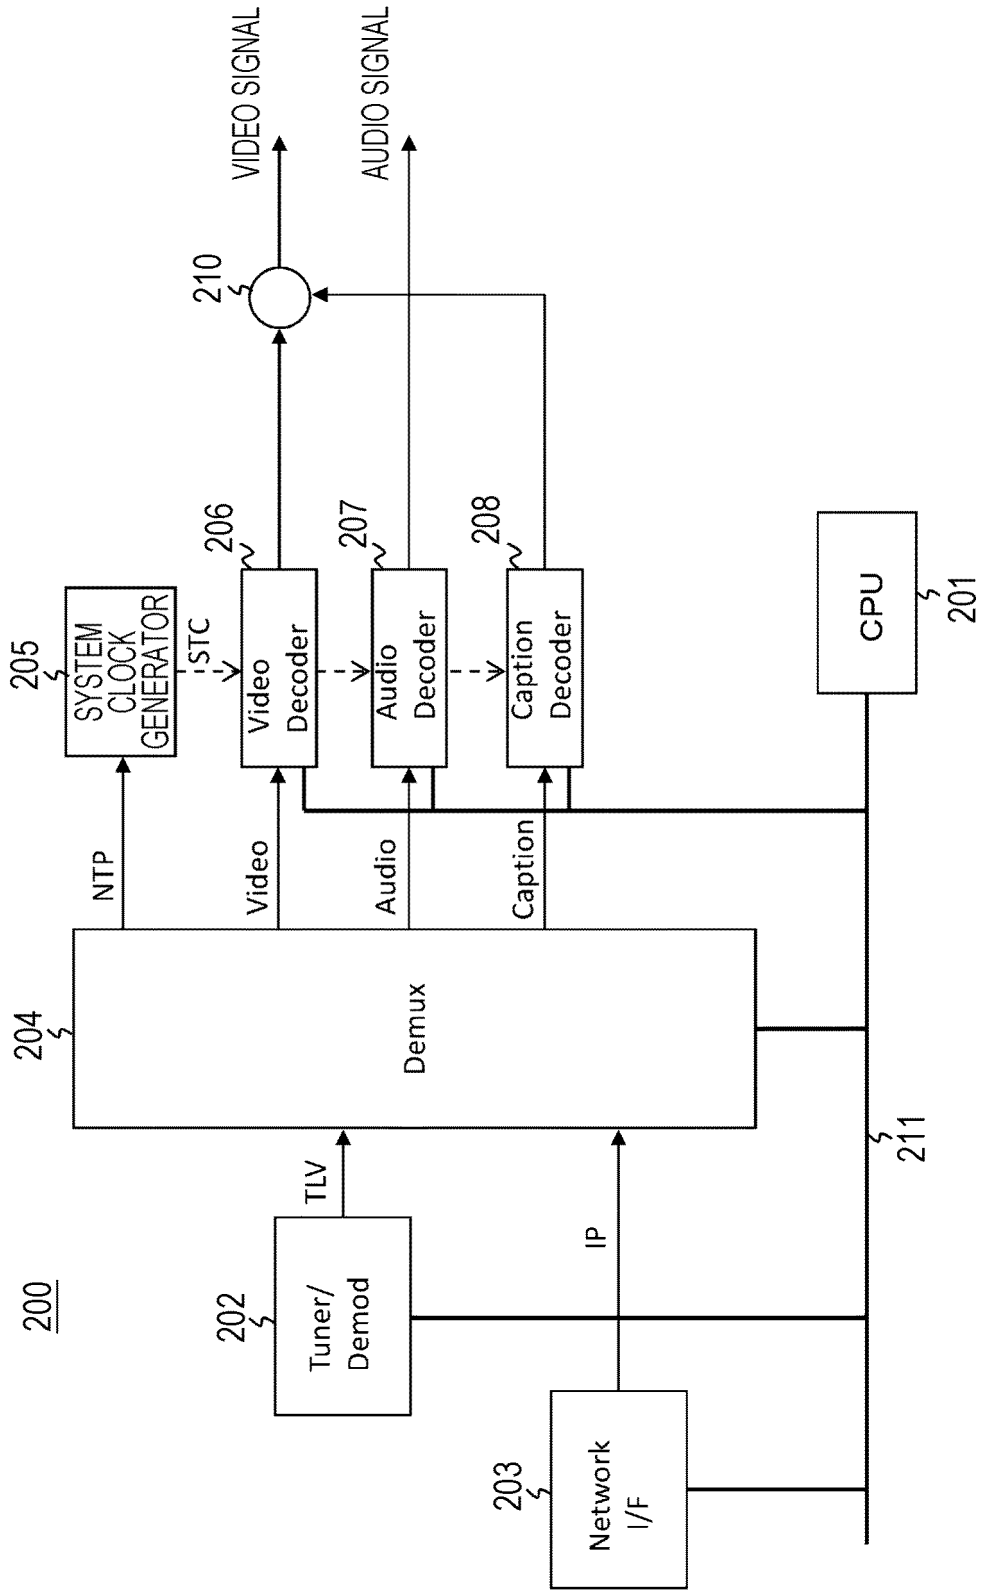 200
202
Tuner/
Demod
203
Network
I/F
TLV
IP
204
Demux
NTP
Video
Audio
Caption
205
SYSTEM
CLOCK
GENERATOR
STC
206
Video
Decoder
207
Audio
Decoder
208
Caption
Decoder
210
VIDEO SIGNAL
AUDIO SIGNAL
CPU
201
211